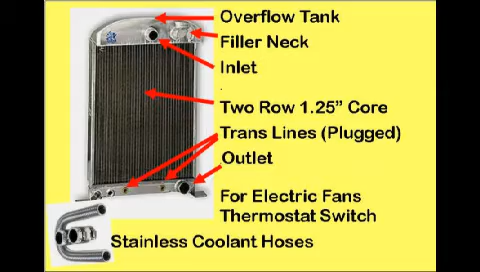 Overflow Tank
Filler Neck
Inlet
Two Row 1.25” Core
Trans Lines (Plugged)
Outlet
For Electric Fans
Thermostat Switch
Stainless Coolant Hoses